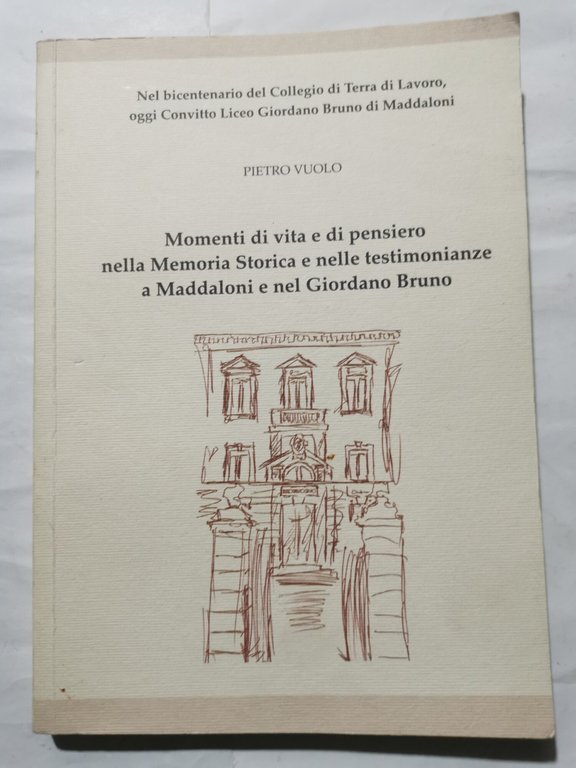 Nel bicentenario del Collegio di Terra di Lavoro,
oggi Convitto Liceo Giordano Bruno di Maddaloni
PIETRO VUOLO
Momenti di vita e di pensiero
nella Memoria Storica e nelle testimonianze
a Maddaloni e nel Giordano Bruno